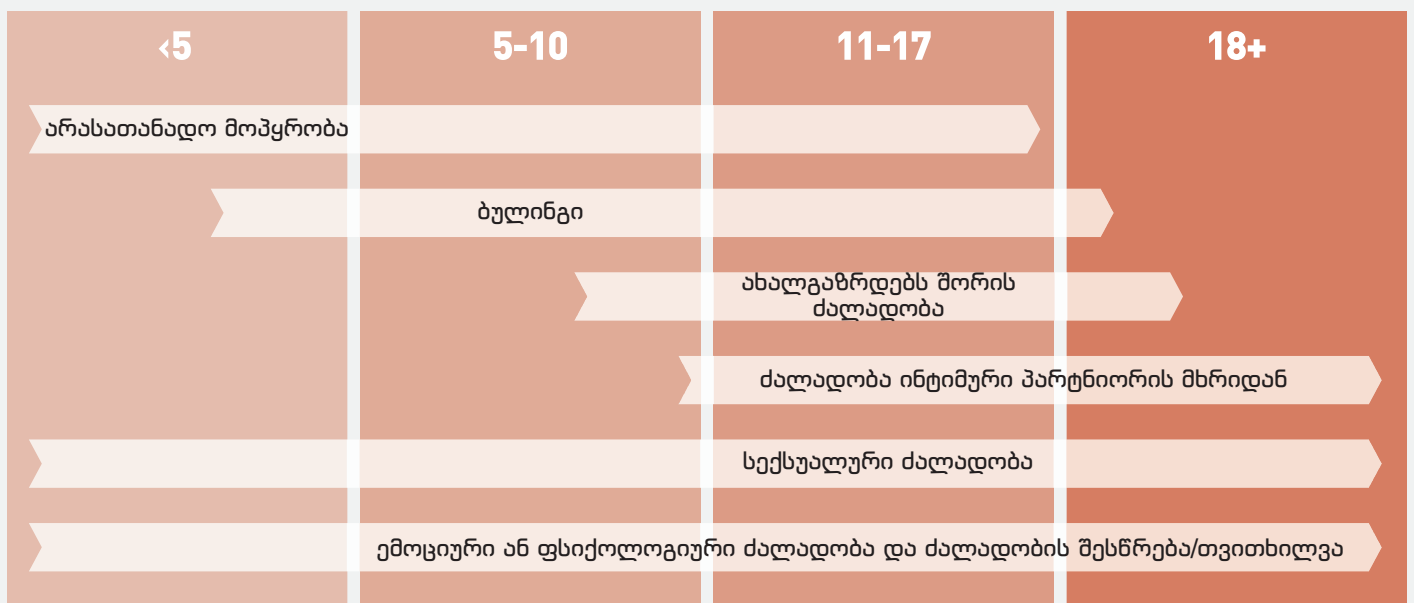 <5
5-10
11-17
18+
არასათანადო მოპყრობა
ბულინგი
ახალგაზრდებს შორის
ძალადობა
ძალადობა ინტიმური პარტნიორის მხრიდან
სექსუალური ძალადობა
ემოციური ან ფსიქოლოგიური ძალადობა და ძალადობის შესწრება/თვითხილვა